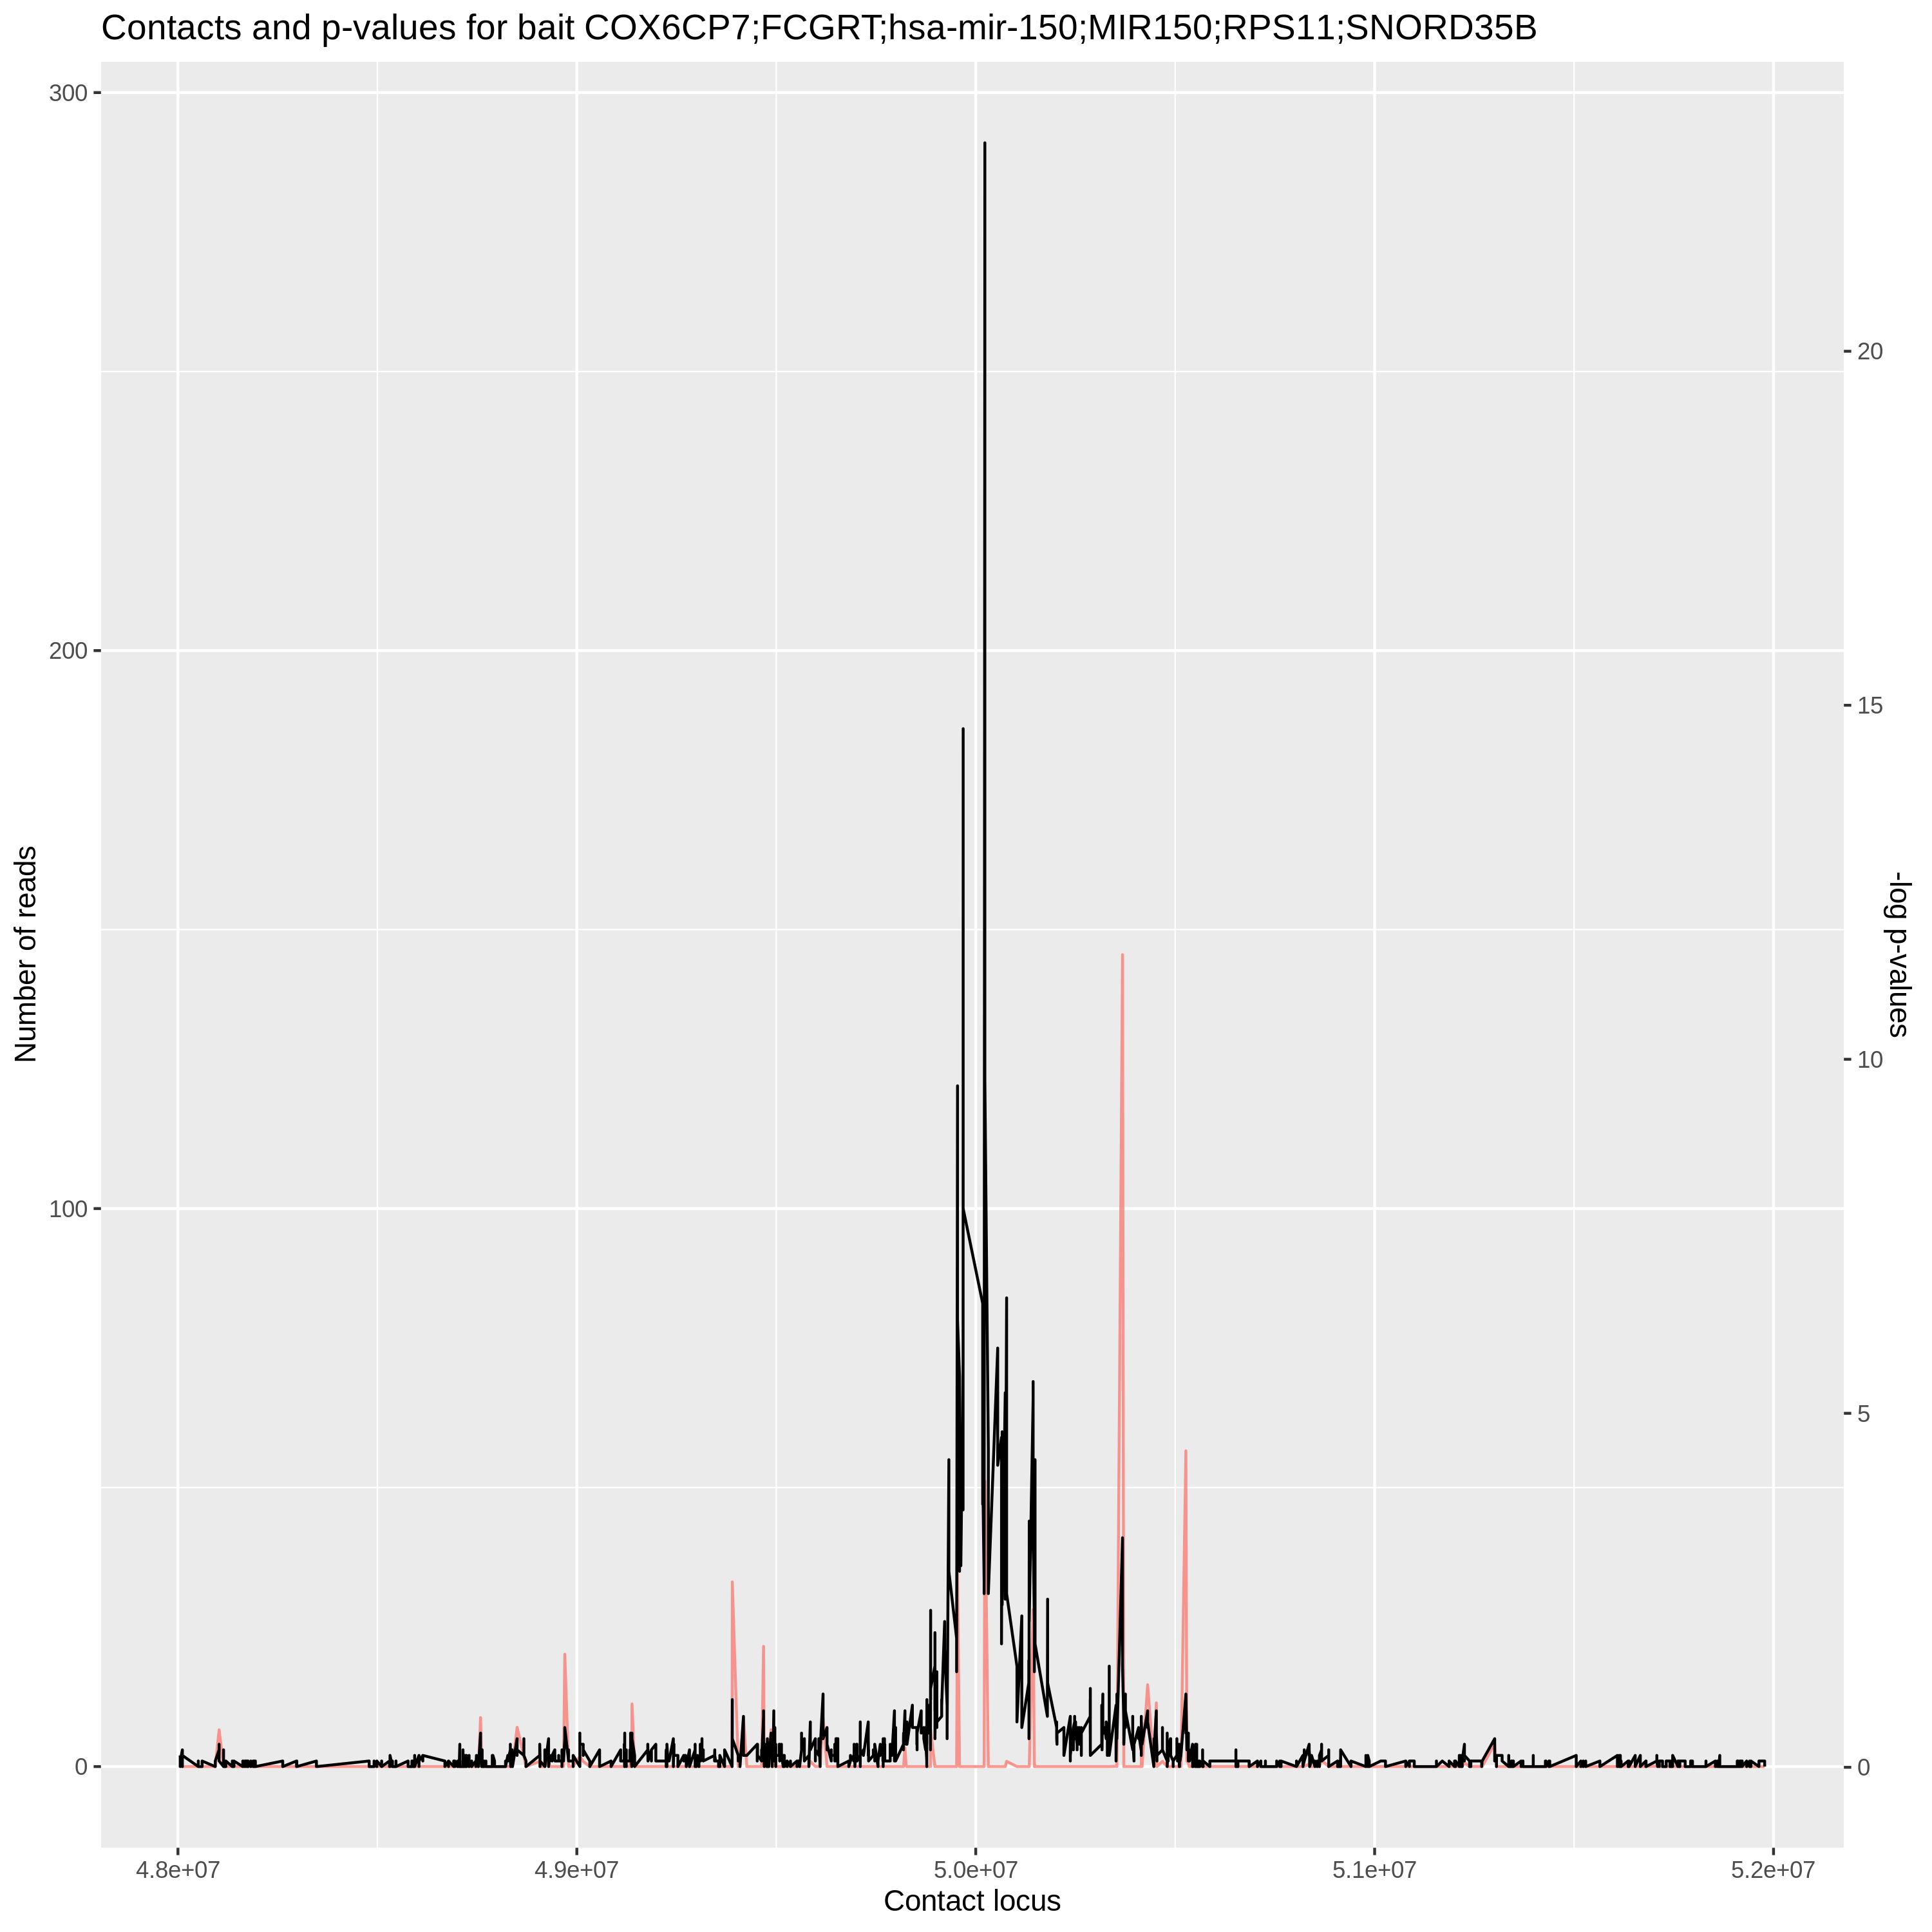 Contacts and p-values for bait COX6CP7;FCGRT;hsa-mir-150;MIR150;RPS11;SNORD35B
300
200
100
0
Number of reads
20
15
10
5
0
-log p-values
4.8e+07
4.9e+07
5.0e+07
5.1e+07
5.2e+07
Contact locus